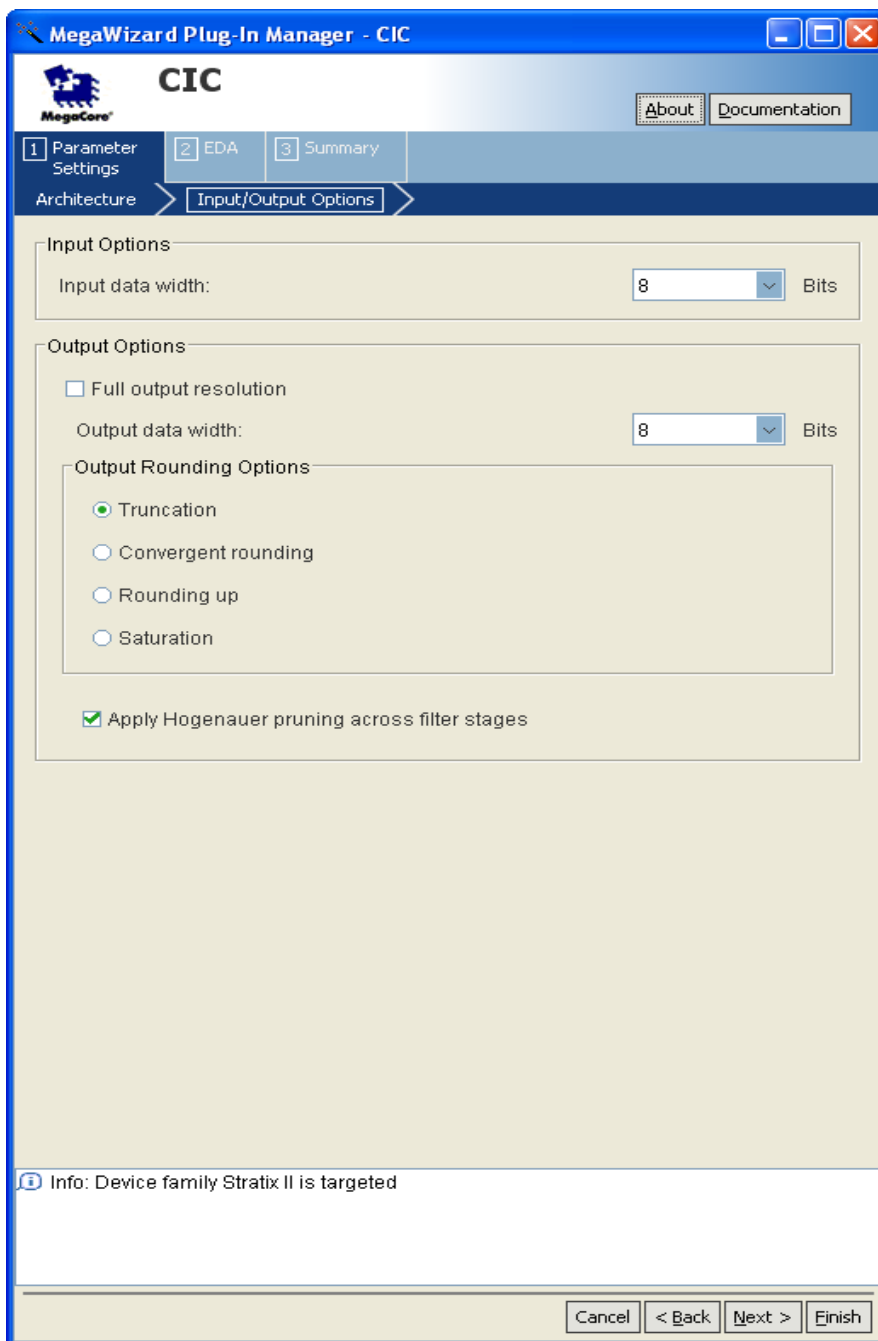 MegaWizard Plug-In Manager - CIC
CIC
MegaCore®
About Documentation
1 Parameter Settings
2 EDA
3 Summary
Architecture
Input/Output Options
Input Options
Input data width: 8 Bits
Output Options
Full output resolution
Output data width: 8 Bits
Output Rounding Options
Truncation
Convergent rounding
Rounding up
Saturation
Apply Hogenauer pruning across filter stages
Info: Device family Stratix II is targeted
Cancel < Back Next > Finish